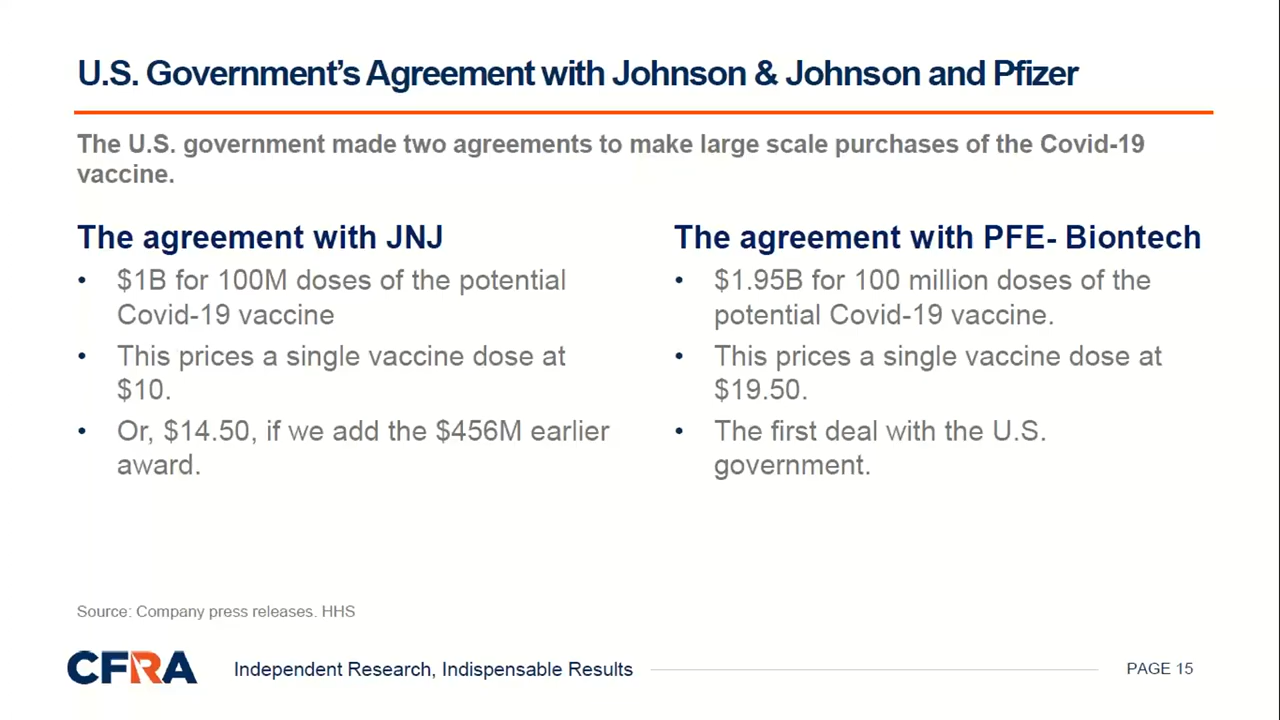 U.S. Government's Agreement with Johnson & Johnson and Pfizer
The U.S. government made two agreements to make large scale purchases of the Covid-19
vaccine.
The agreement with JNJ
• $1B for 100M doses of the potential
Covid-19 vaccine
• This prices a single vaccine dose at
$10.
• Or, $14.50, if we add the $456M earlier
award.
The agreement with PFE- Biontech
• $1.95B for 100 million doses of the
potential Covid-19 vaccine.
• This prices a single vaccine dose at
$19.50.
• The first deal with the U.S.
government.
Source: Company press releases. HHS
CFRA
Independent Research, Indispensable Results
PAGE 15